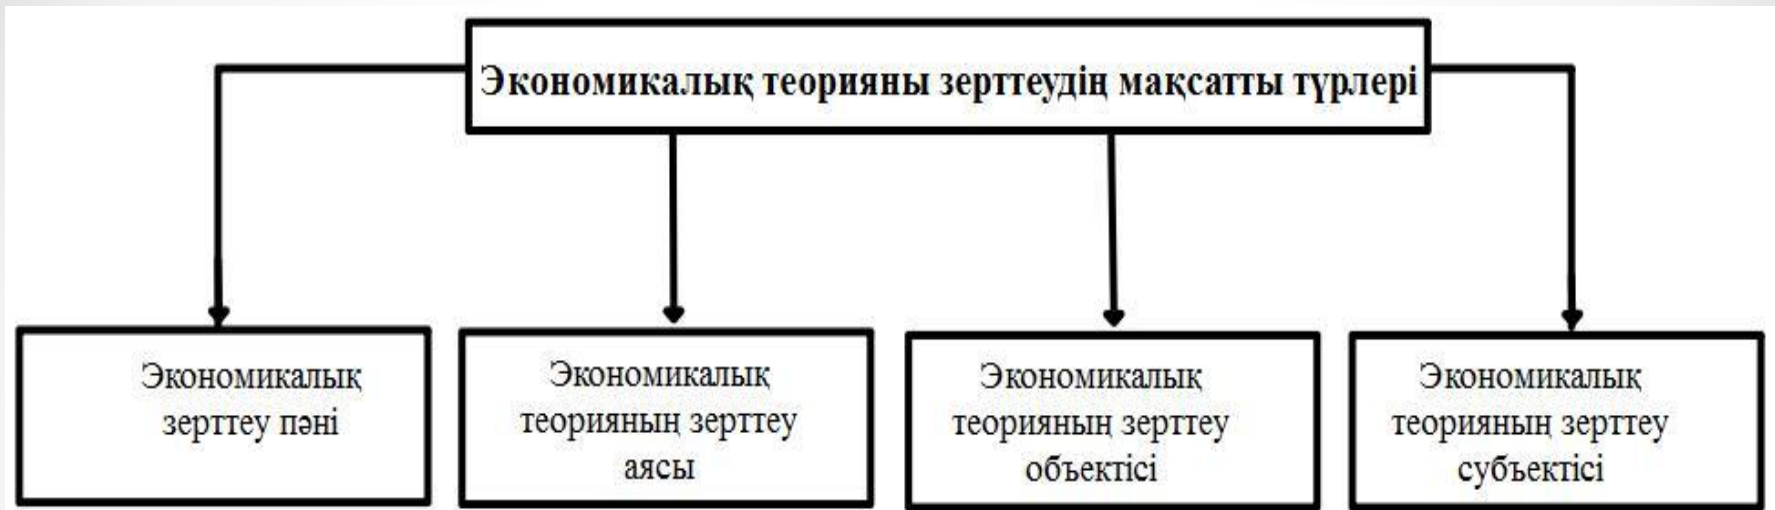 Экономикалық теорияны зерттеудің мақсатты түрлері
Экономикалық
зерттеу пәні
Экономикалық
теорияның зерттеу
аясы
Экономикалық
теорияның зерттеу
объектісі
Экономикалық
теорияның зерттеу
субъектісі